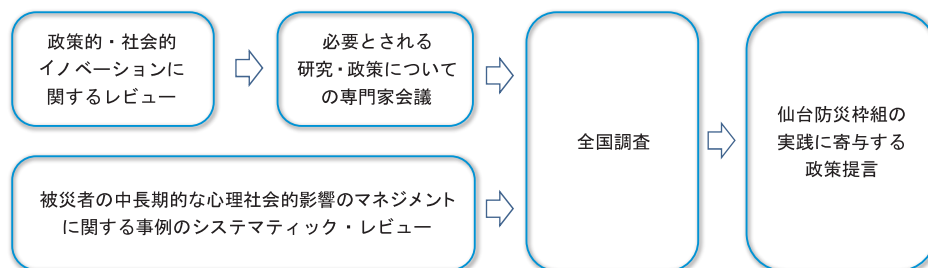 政策的・社会的
イノベーションに
関するレビュー
必要とされる
研究・政策について
の専門家会議
被災者の中長期的な心理社会的影響のマネジメント
に関する事例のシステマティック・レビュー
全国調査
仙台防災枠組の
実践に寄与する
政策提言